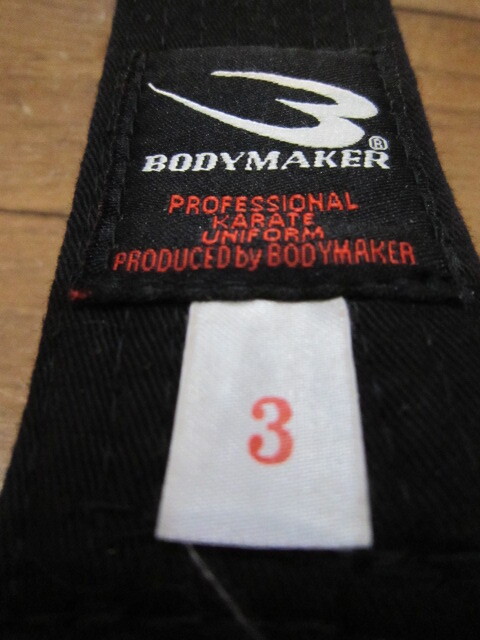 BODYMAKER®
PROFESSIONAL
KARATE
UNIFORM
PRODUCED by BODYMAKER
3